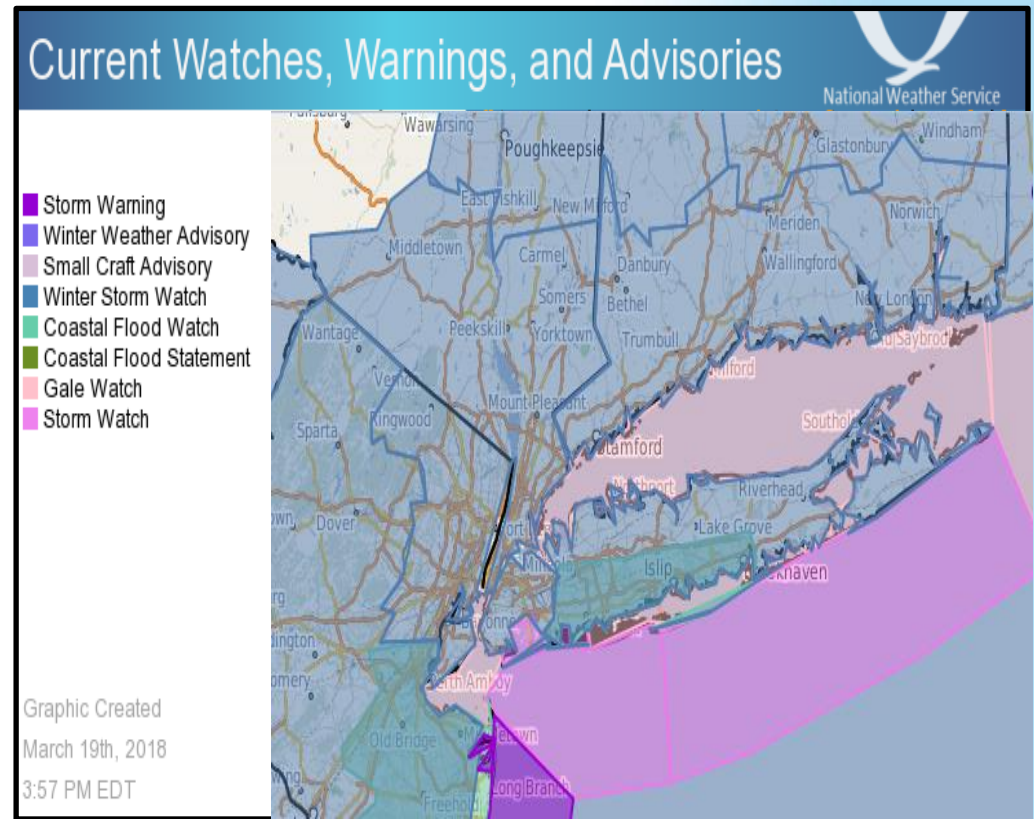 Current Watches, Warnings, and Advisories
National Weather Service
Storm Warning
Winter Weather Advisory
Small Craft Advisory
Winter Storm Watch
Coastal Flood Watch
Coastal Flood Statement
Gale Watch
Storm Watch
Graphic Created
March 19th, 2018
3:57 PM EDT
Wawarsing
Windham
Poughkeepsie
Glastonbury
East Fishkill
New Milford
Norwich
Meriden
Middletown
Carmel
Danbury
Wallingford
Somers
Bethel
New London
Wantage
Peekskill
Yorktown
Trumbull
Old Saybrook
Milford
Vernon
Mount Pleasant
Ringwood
Sparta
Southold
Stamford
Northport
Riverhead
Dover
Lake Grove
Islip
Brookhaven
Perth Amboy
Old Bridge
Middletown
Long Branch
Freehold